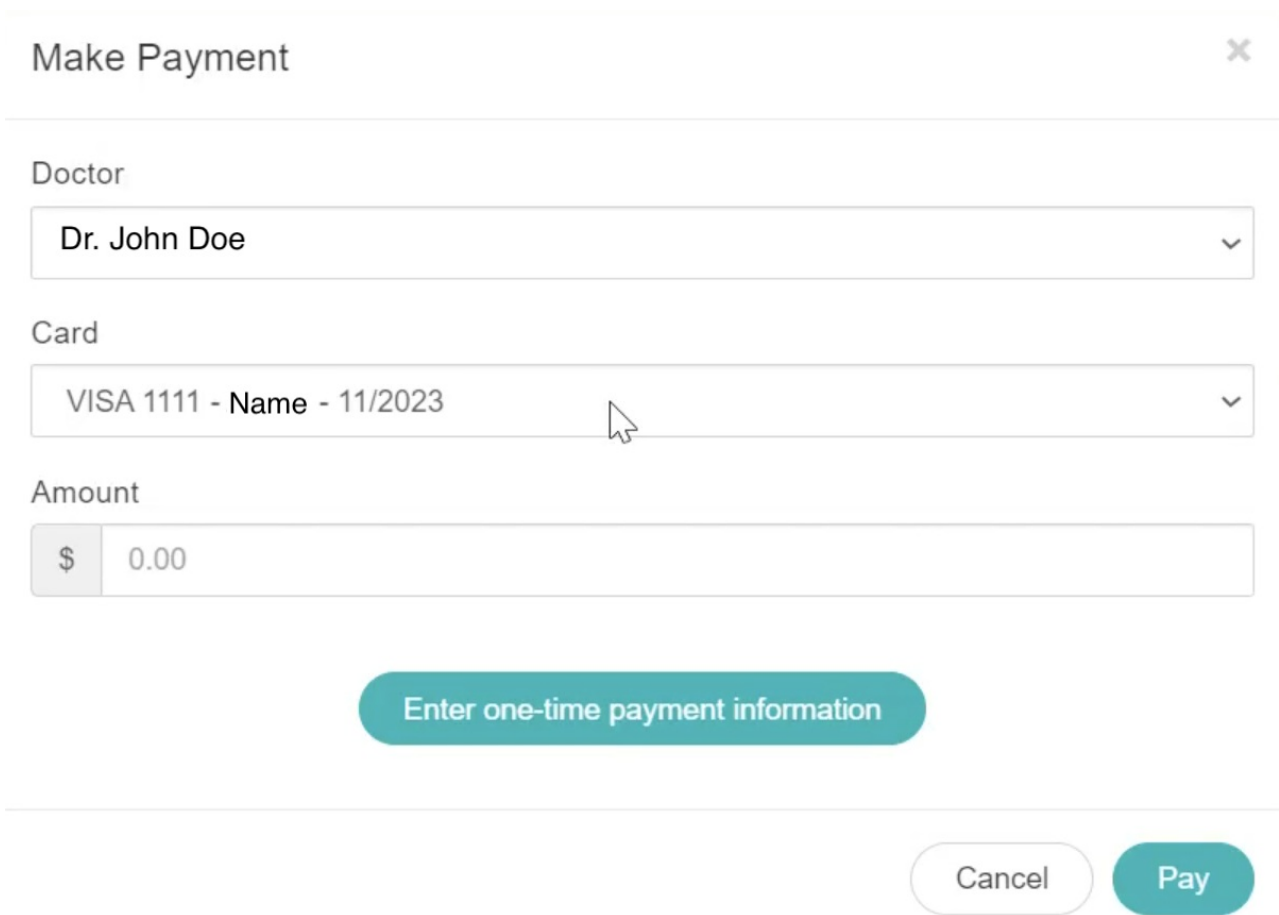 Make Payment ×
Doctor
Dr. John Doe
Card
VISA 1111 - Name - 11/2023
Amount
$ 0.00
Enter one-time payment information
Cancel Pay